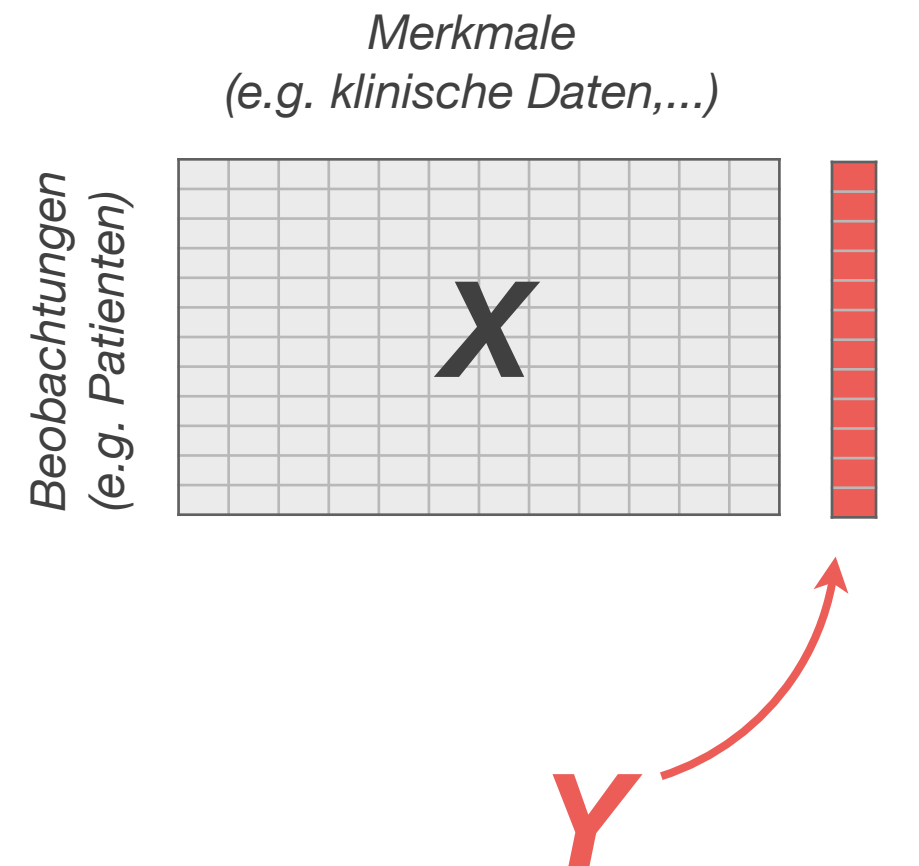 Merkmale
(e.g. klinische Daten,...)
Beobachtungen
(e.g. Patienten)
X
Y